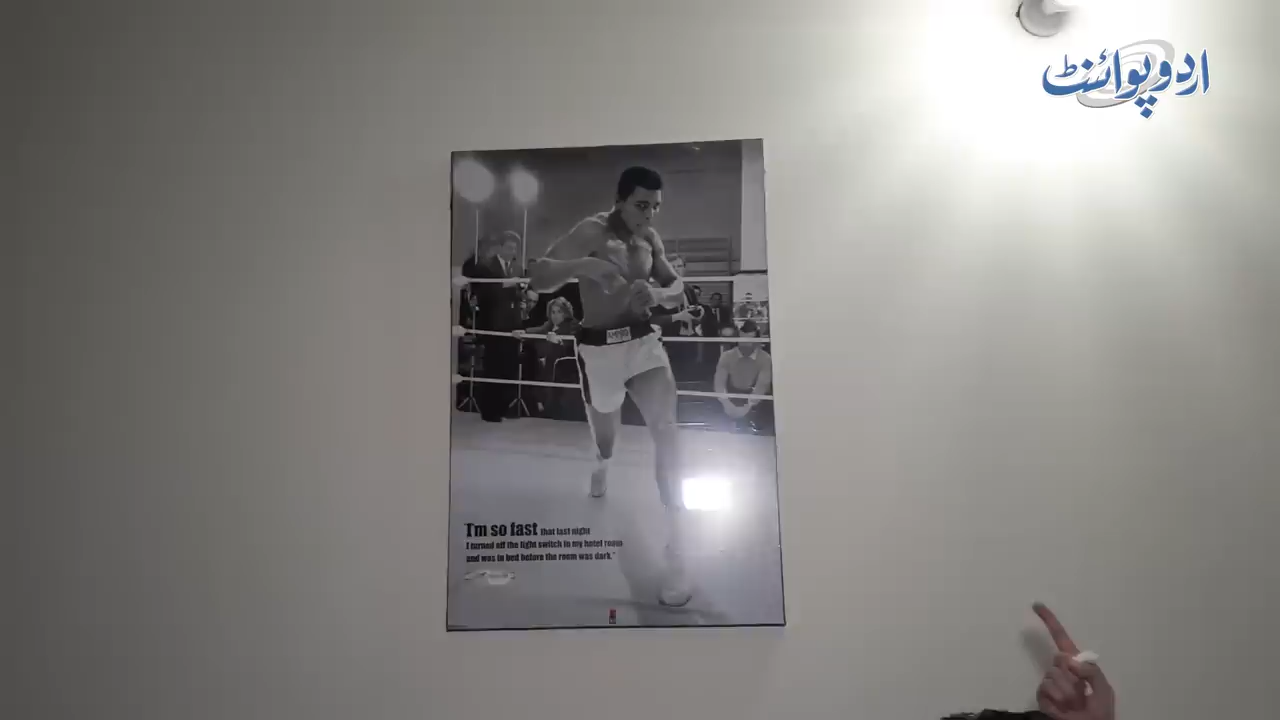 اردوپوائنٹ
"I'm so fast that last night
I turned off the light switch in my hotel room
and was in bed before the room was dark."